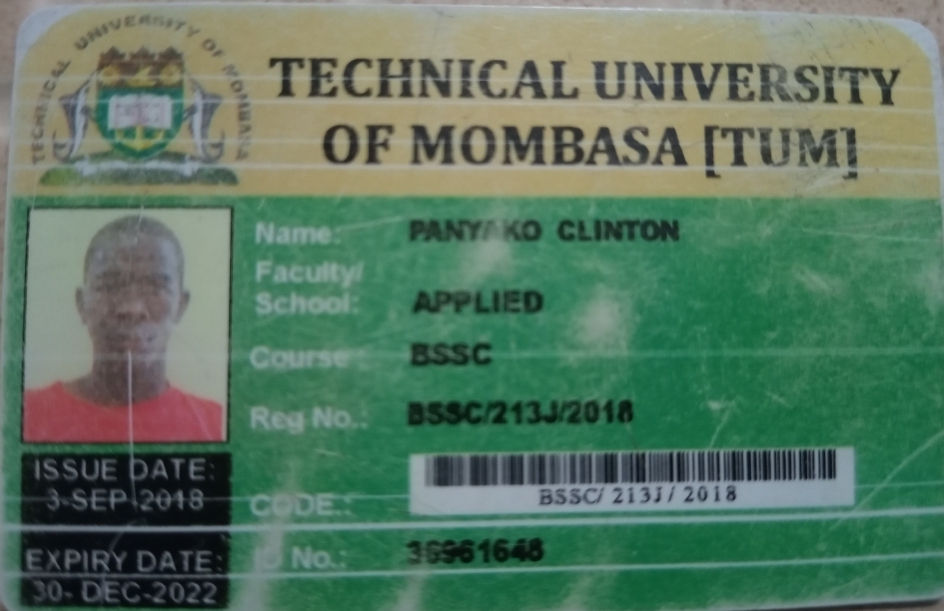 TECHNICAL UNIVERSITY OF MOMBASA
TECHNICAL UNIVERSITY
OF MOMBASA [TUM]
Name: PANYAKO CLINTON
Faculty/
School: APPLIED
Course: BSSC
Reg No.: BSSC/213J/2018
CODE.:
BSSC/ 213J / 2018
ID No.:
ISSUE DATE:
3-SEP-2018
EXPIRY DATE:
30- DEC-2022